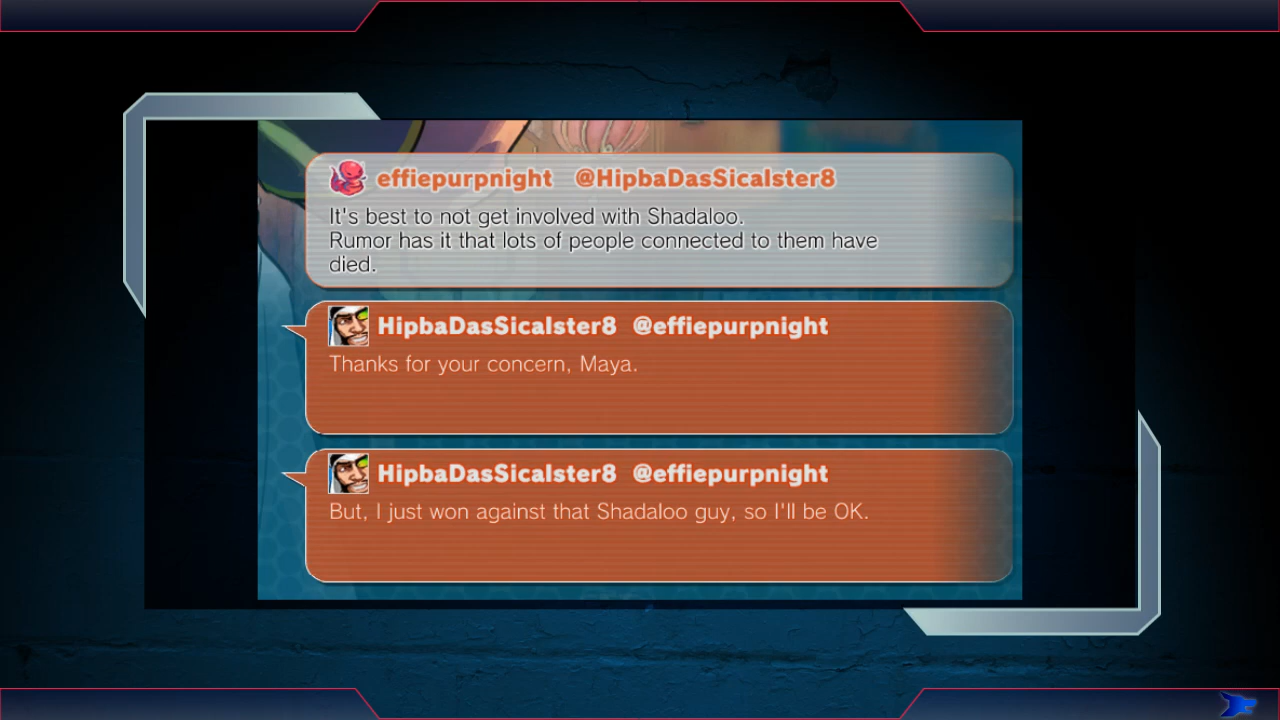 effiepurpnight @HipbaDasSicalster8
It's best to not get involved with Shadaloo.
Rumor has it that lots of people connected to them have
died.
HipbaDasSicalster8 @effiepurpnight
Thanks for your concern, Maya.
HipbaDasSicalster8 @effiepurpnight
But, I just won against that Shadaloo guy, so I'll be OK.